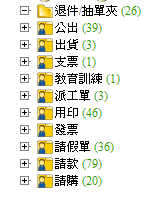 退件/抽單夾 (26)
公出 (39)
出貨 (3)
支票 (1)
教育訓練 (1)
派工單 (3)
用印 (46)
發票
請假單 (36)
請款 (79)
請購 (20)